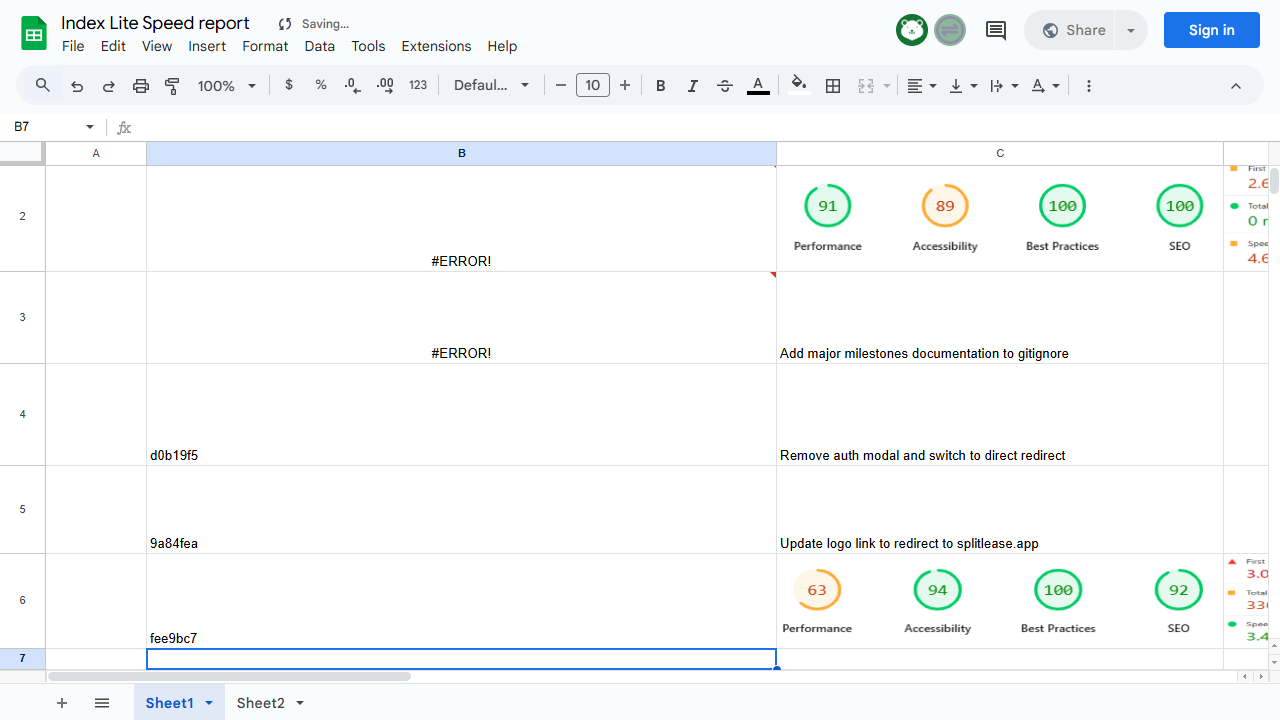 Index Lite Speed report
Saving...
Share
Sign in
File Edit View Insert Format Data Tools Extensions Help
100% $ % .0 .00 123 Defaul... 10 B I A A
B7 fx
A B C
2 #ERROR! 91 89 100 100
Performance Accessibility Best Practices SEO
First
2.6
Total
0
Spee
4.6
3 #ERROR! Add major milestones documentation to gitignore
4 d0b19f5 Remove auth modal and switch to direct redirect
5 9a84fea Update logo link to redirect to splitlease.app
6 fee9bc7 63 94 100 92
Performance Accessibility Best Practices SEO
First
3.0
Total
330
Spee
3.4
7
Sheet1 Sheet2